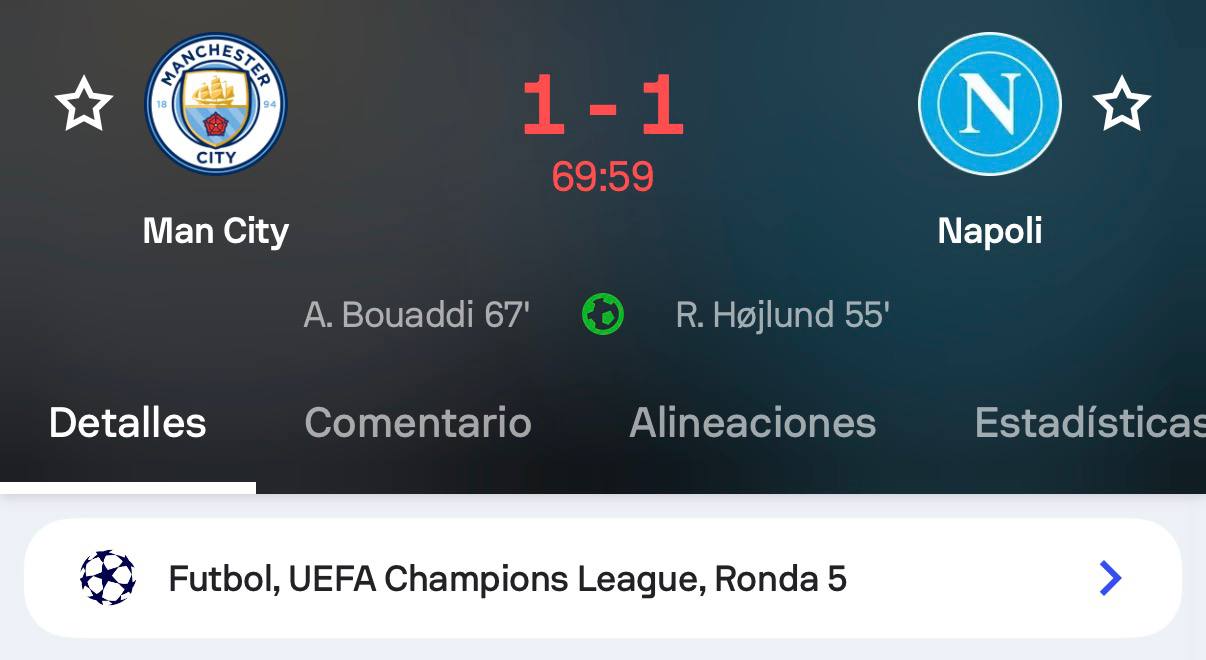 MANCHESTER
18 94
CITY
1 - 1
N
69:59
Man City
Napoli
A. Bouaddi 67'
R. Højlund 55'
Detalles
Comentario
Alineaciones
Estadísticas
Futbol, UEFA Champions League, Ronda 5